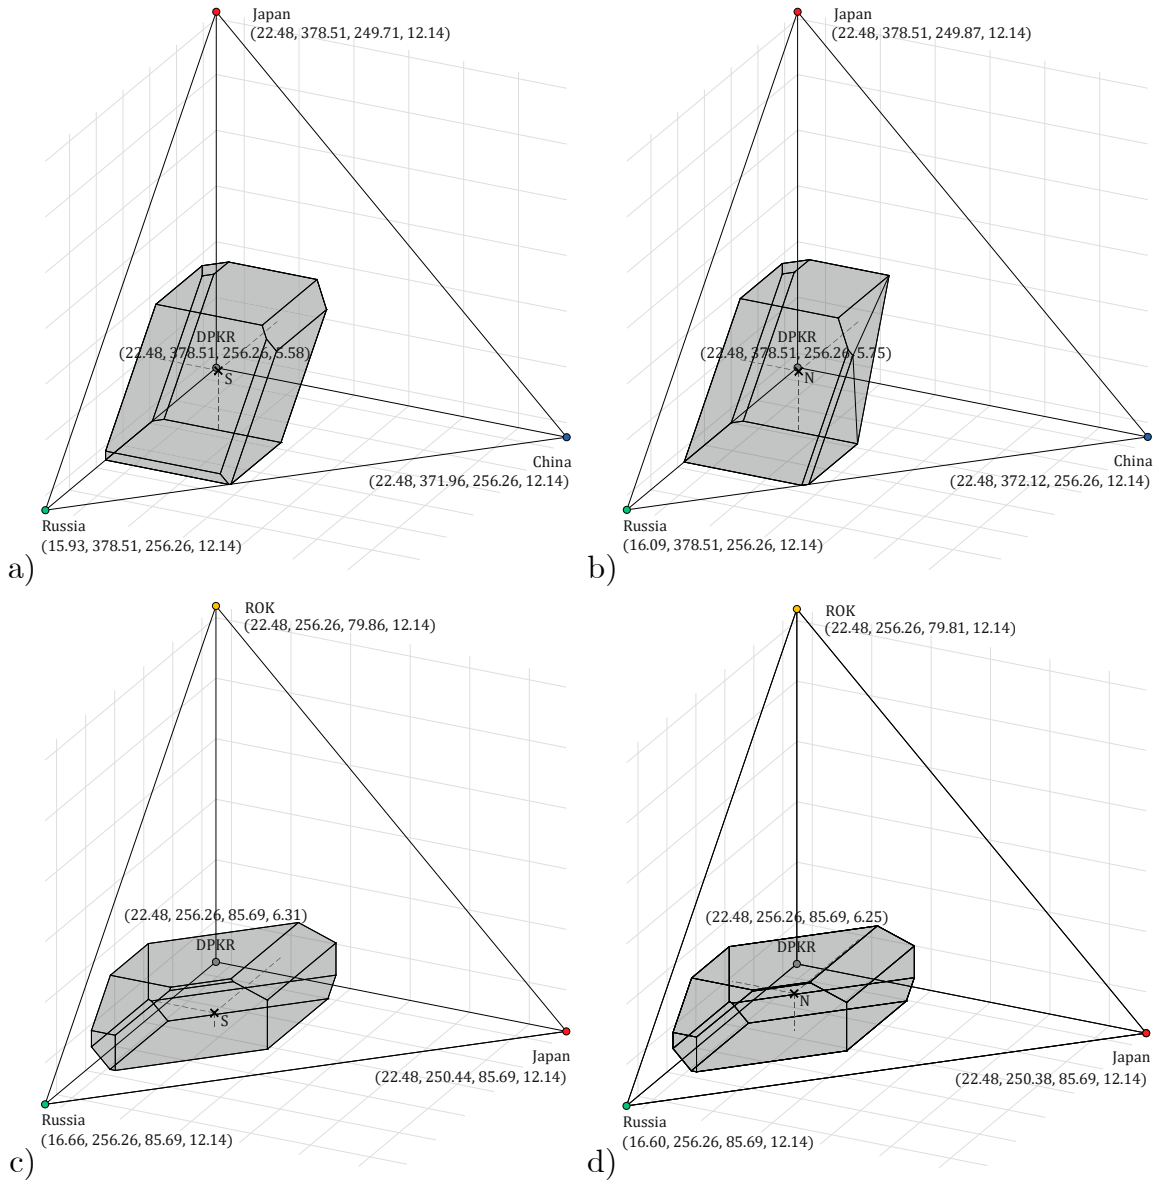 Japan
(22.48, 378.51, 249.71, 12.14)
DPKR
(22.48, 378.51, 256.26, 5.58)
S
China
(22.48, 371.96, 256.26, 12.14)
Russia
(15.93, 378.51, 256.26, 12.14)
a)
Japan
(22.48, 378.51, 249.87, 12.14)
DPKR
(22.48, 378.51, 256.26, 5.75)
N
China
(22.48, 372.12, 256.26, 12.14)
Russia
(16.09, 378.51, 256.26, 12.14)
b)
ROK
(22.48, 256.26, 79.86, 12.14)
(22.48, 256.26, 85.69, 6.31)
DPKR
S
Japan
(22.48, 250.44, 85.69, 12.14)
Russia
(16.66, 256.26, 85.69, 12.14)
c)
ROK
(22.48, 256.26, 79.81, 12.14)
(22.48, 256.26, 85.69, 6.25)
DPKR
N
Japan
(22.48, 250.38, 85.69, 12.14)
Russia
(16.60, 256.26, 85.69, 12.14)
d)